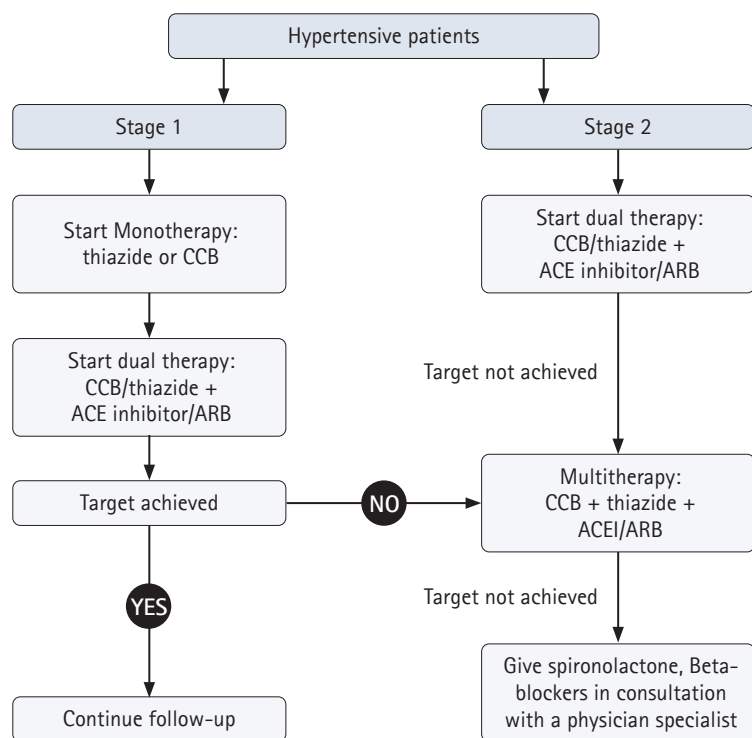 Hypertensive patients
Stage 1
Stage 2
Start Monotherapy:
thiazide or CCB
Start dual therapy:
CCB/thiazide +
ACE inhibitor/ARB
Start dual therapy:
CCB/thiazide +
ACE inhibitor/ARB
Target not achieved
Target achieved
NO
Multitherapy:
CCB + thiazide +
ACEI/ARB
YES
Target not achieved
Continue follow-up
Give spironolactone, Beta-
blockers in consultation
with a physician specialist